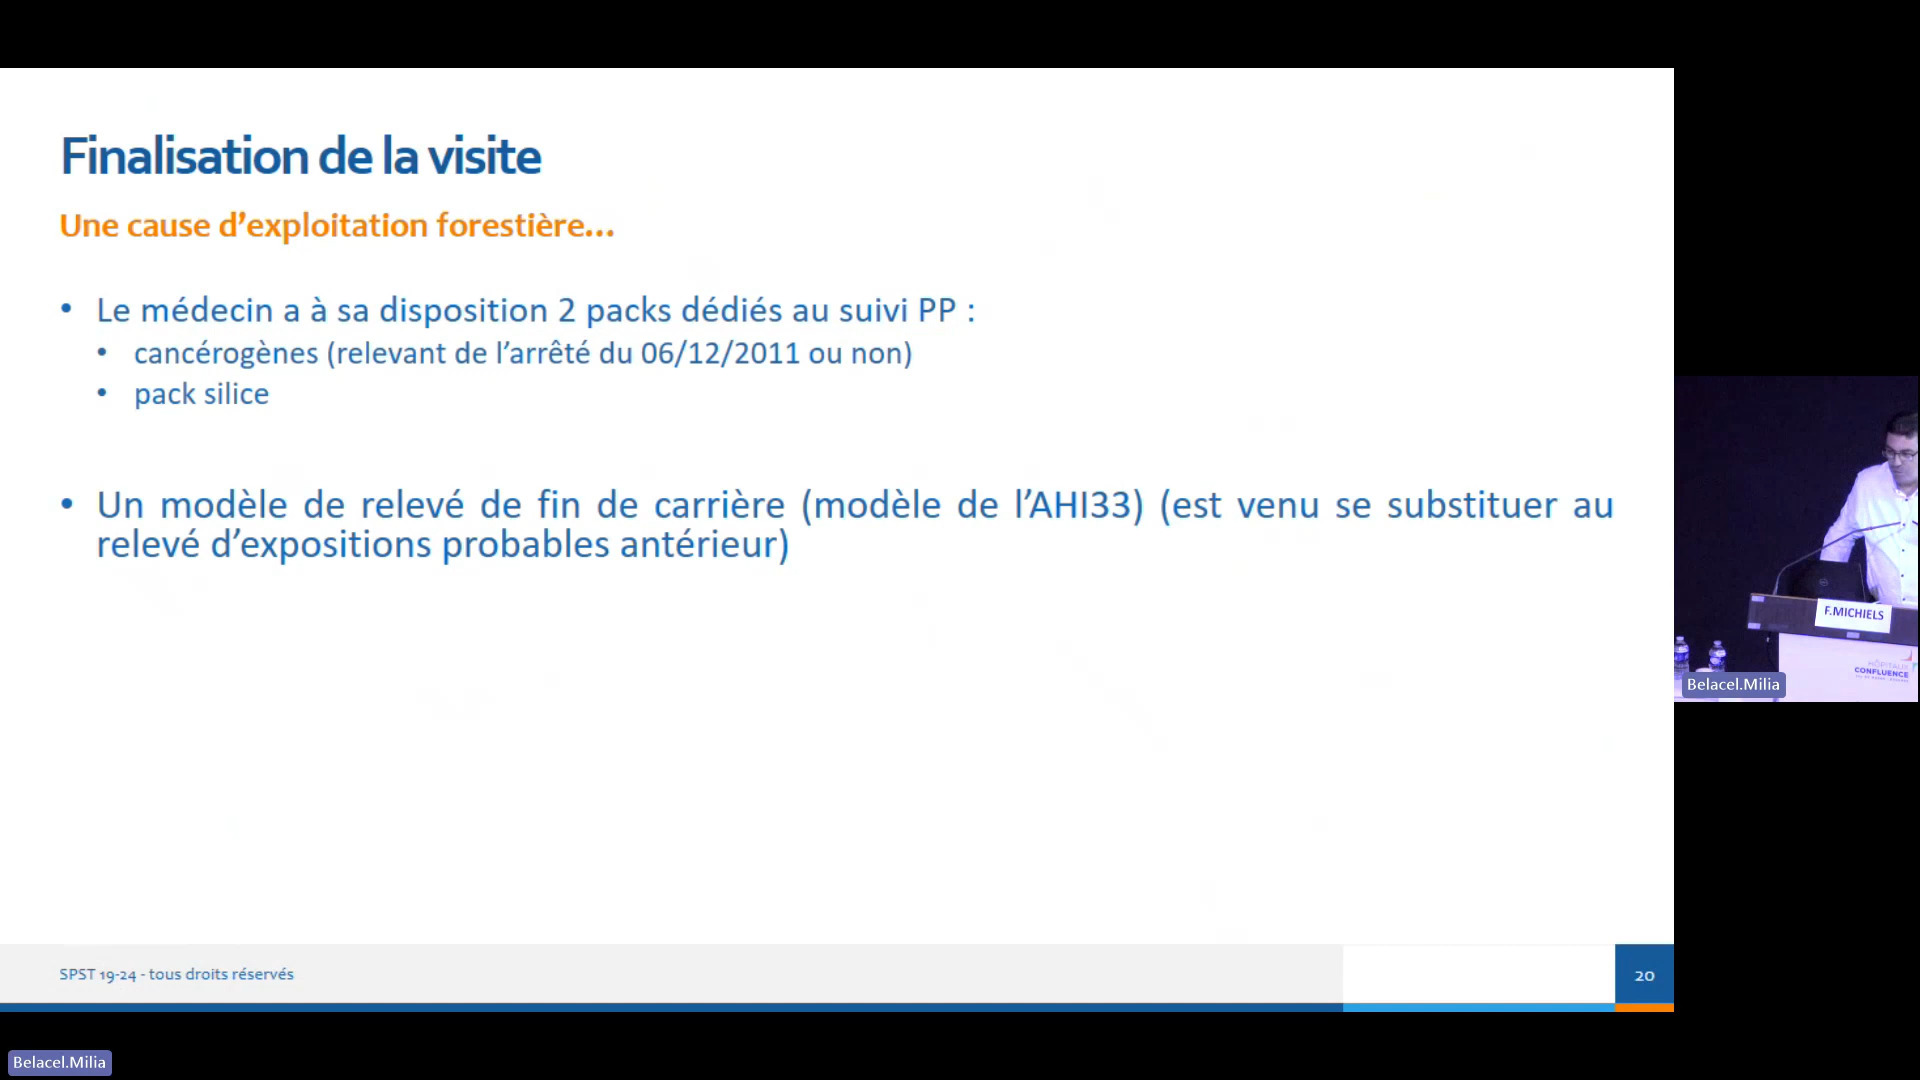 Finalisation de la visite
Une cause d’exploitation forestière...
• Le médecin a à sa disposition 2 packs dédiés au suivi PP :
• cancérogènes (relevant de l’arrêté du 06/12/2011 ou non)
• pack silice
• Un modèle de relevé de fin de carrière (modèle de l’AHI33) (est venu se substituer au
relevé d’expositions probables antérieur)
SPST 19-24 - tous droits réservés
20
F.MICHIELS
HÔPITAUX
CONFLUENCE
Belacel.Milia
Belacel.Milia